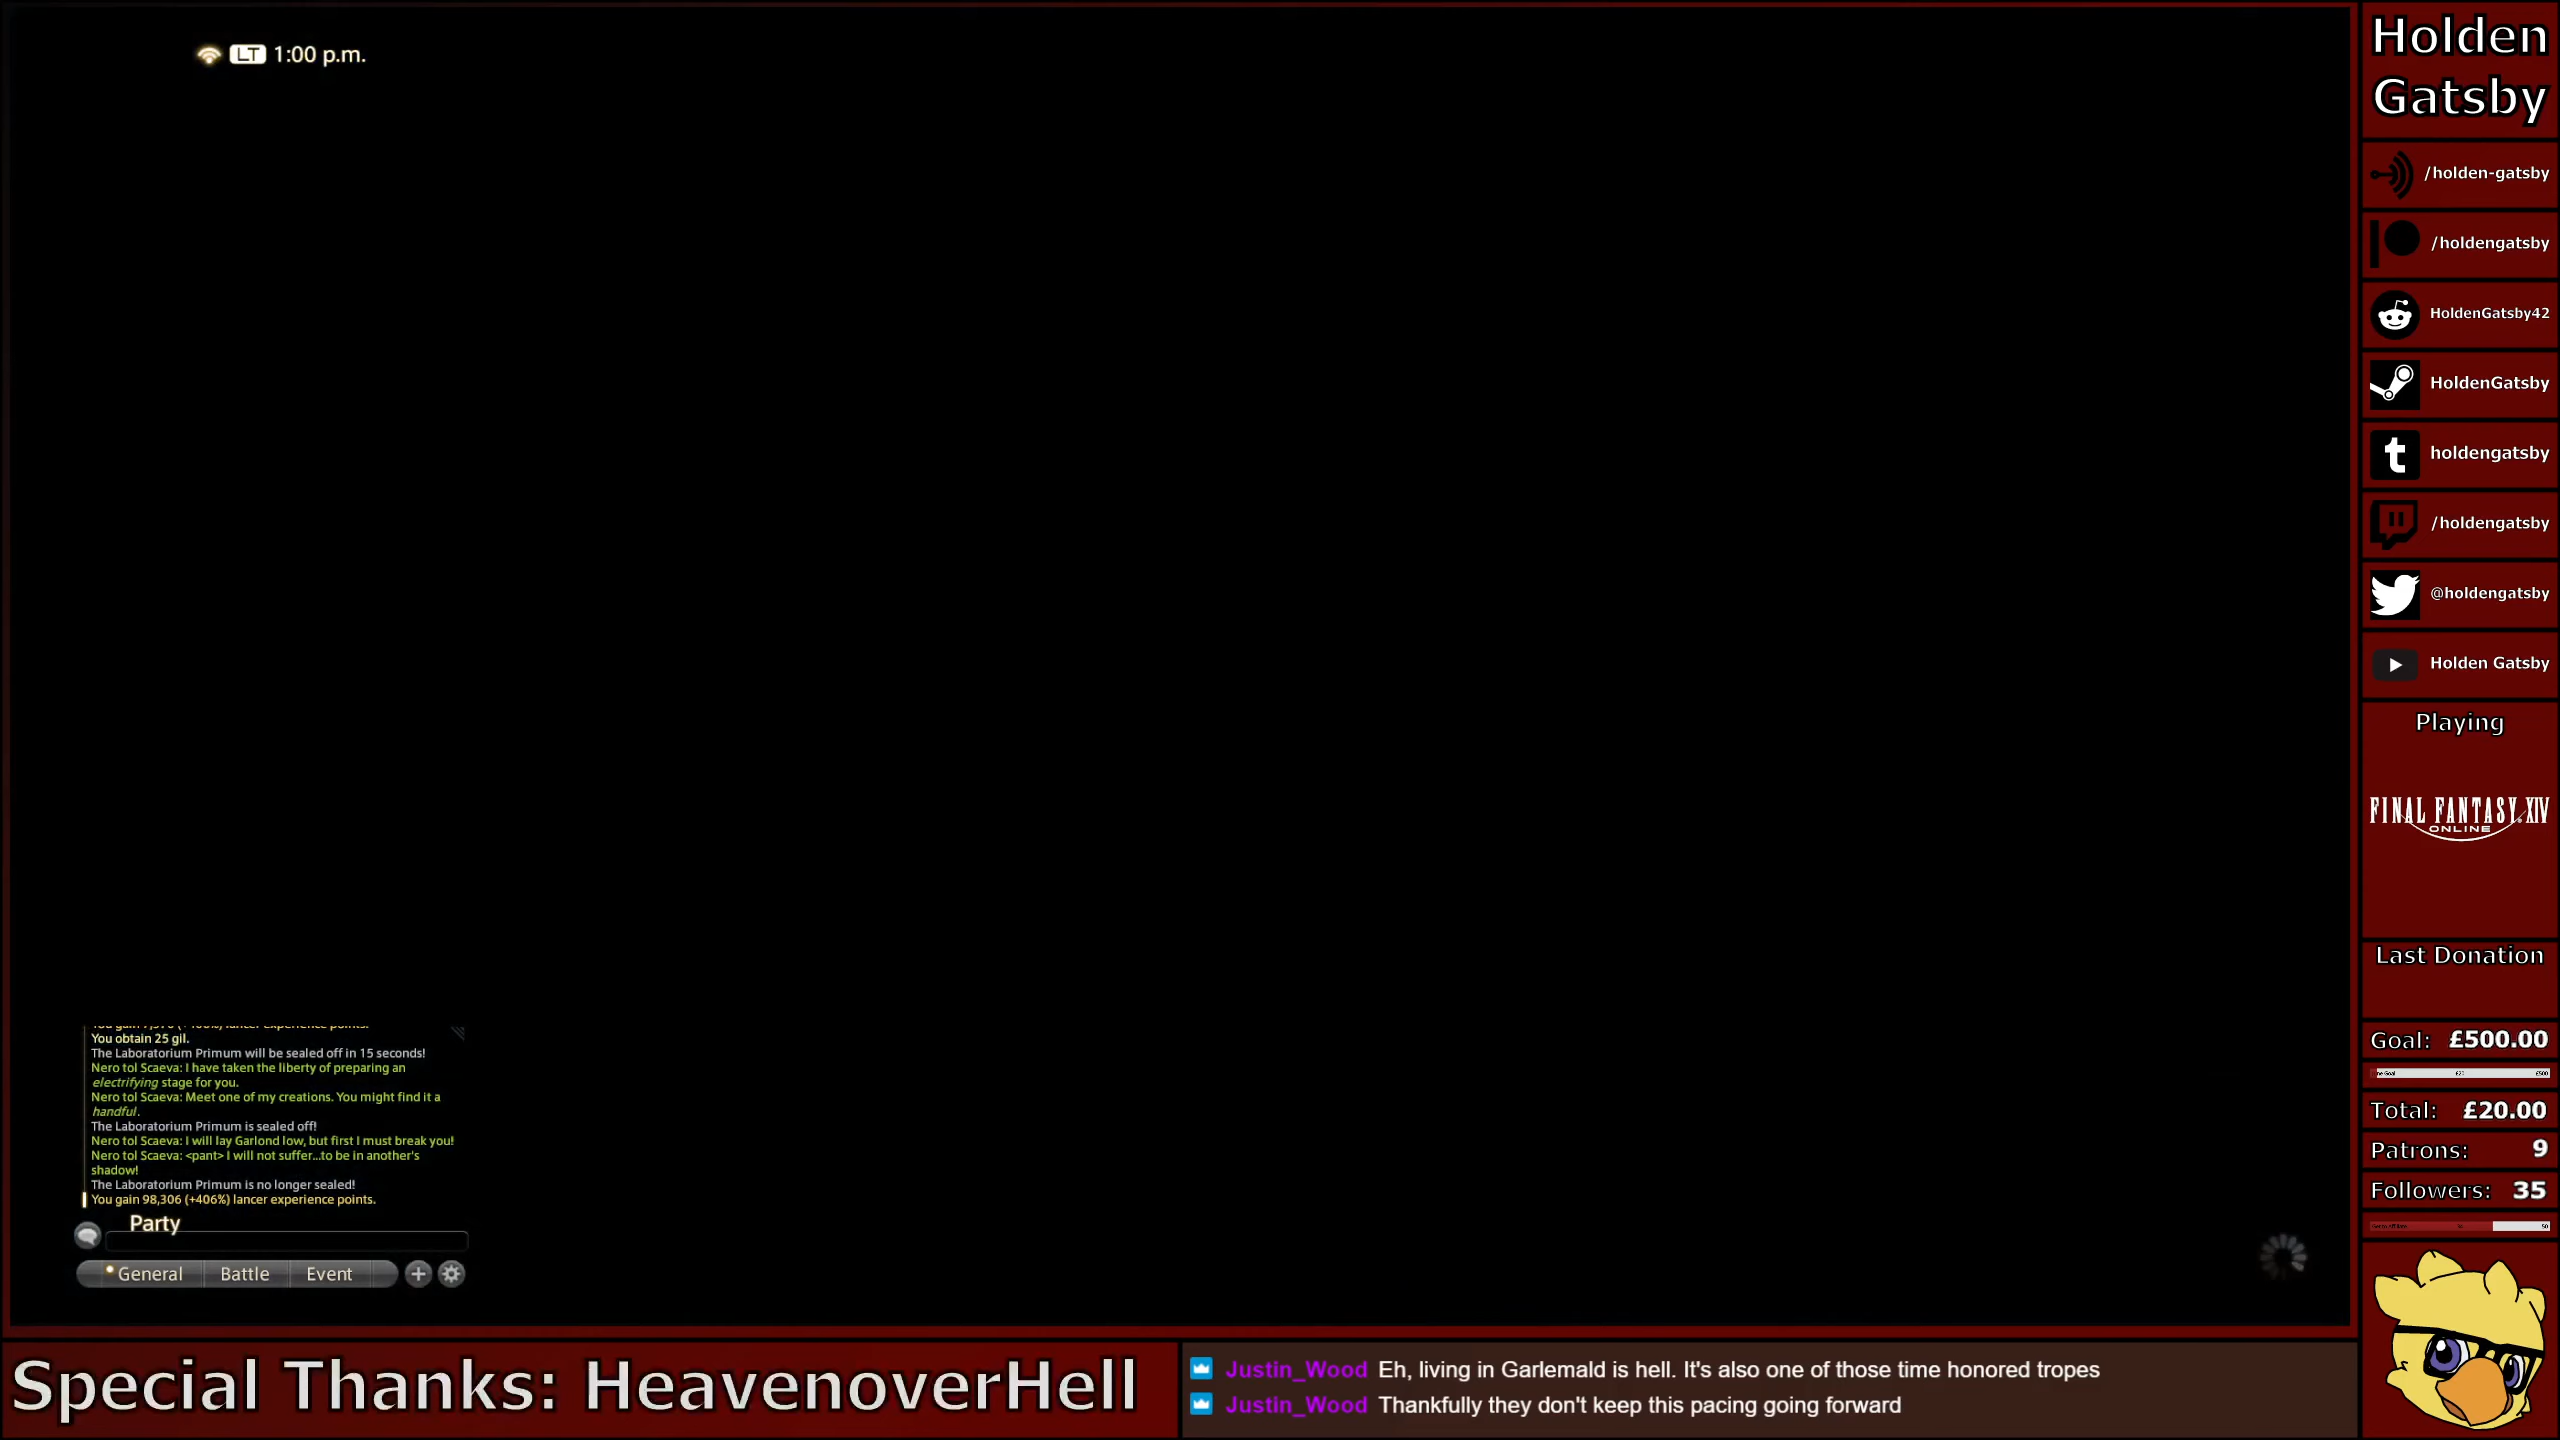 LT 1:00 p.m.
You obtain 25 gil.
The Laboratorium Primum will be sealed off in 15 seconds!
Nero tol Scaeva: I have taken the liberty of preparing an
electrifying stage for you.
Nero tol Scaeva: Meet one of my creations. You might find it a
handful.
The Laboratorium Primum is sealed off!
Nero tol Scaeva: I will lay Garlond low, but first I must break you!
Nero tol Scaeva: <pant> I will not suffer...to be in another's
shadow!
The Laboratorium Primum is no longer sealed!
You gain 98,306 (+406%) lancer experience points.
Party
General Battle Event
Holden
Gatsby
/holden-gatsby
/holdengatsby
HoldenGatsby42
HoldenGatsby
holdengatsby
/holdengatsby
@holdengatsby
Holden Gatsby
Playing
FINAL FANTASY XIV
ONLINE
Last Donation
Goal: £500.00
Total: £20.00
Patrons: 9
Followers: 35
Special Thanks: HeavenoverHell
Justin_Wood Eh, living in Garlemald is hell. It's also one of those time honored tropes
Justin_Wood Thankfully they don't keep this pacing going forward